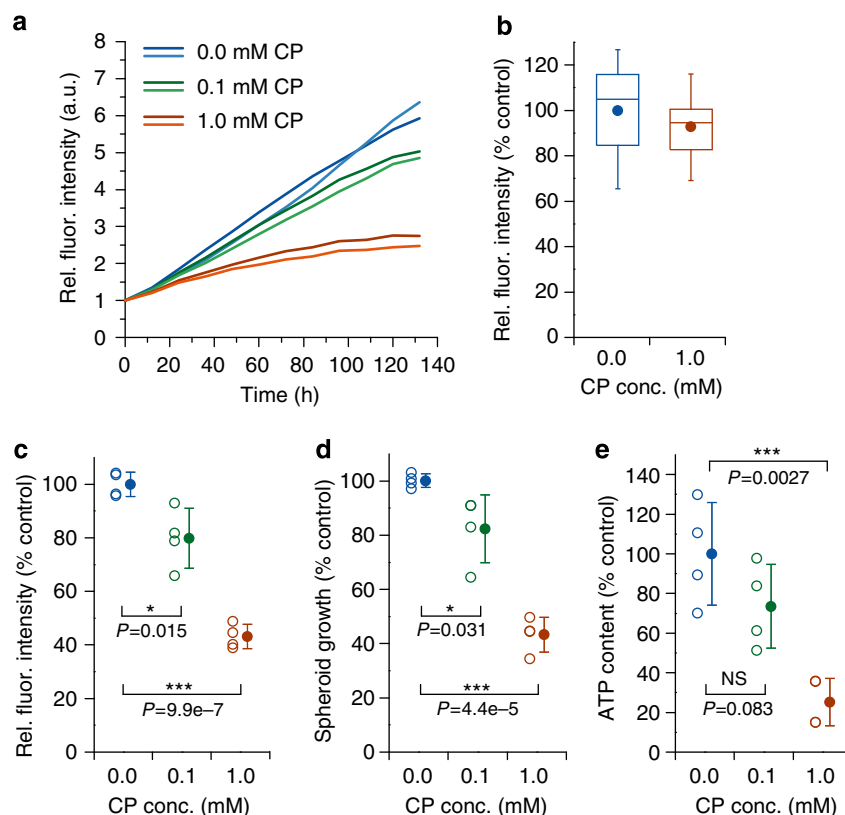 a
Rel. fluor. intensity (a.u.)
8
7
6
5
4
3
2
1
0
0.0 mM CP
0.1 mM CP
1.0 mM CP
0 20 40 60 80 100 120 140
Time (h)
b
Rel. fluor. intensity (% control)
120
100
80
60
40
20
0
0.0 1.0
CP conc. (mM)
c
Rel. fluor. intensity (% control)
100
80
60
40
20
0
*
P=0.015
***
P=9.9e–7
0.0 0.1 1.0
CP conc. (mM)
d
Spheroid growth (% control)
100
80
60
40
20
0
*
P=0.031
***
P=4.4e–5
0.0 0.1 1.0
CP conc. (mM)
e
ATP content (% control)
140
120
100
80
60
40
20
0
***
P=0.0027
NS
P=0.083
0.0 0.1 1.0
CP conc. (mM)